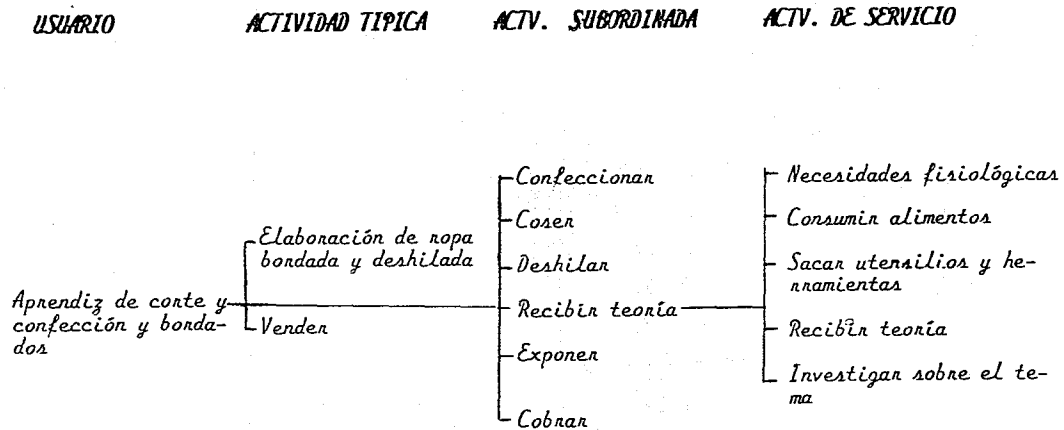 USUARIO
ACTIVIDAD TIPICA
ACTV. SUBORDINADA
ACTV. DE SERVICIO
Aprendiz de corte y
confección y borda-
dos
Elaboración de ropa
bordada y deshilada
Vender
Confeccionar
Coser
Deshilar
Recibir teoría
Exponer
Cobrar
Necesidades fisiológicas
Consumir alimentos
Sacar utensilios y he-
rramientas
Recibir teoría
Investigar sobre el te-
ma